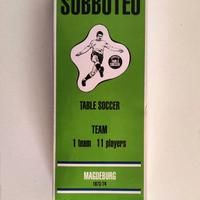 SUBBUTEO
TABLE SOCCER
TEAM
1 team 11 players
MAGDEBURG
1973/74